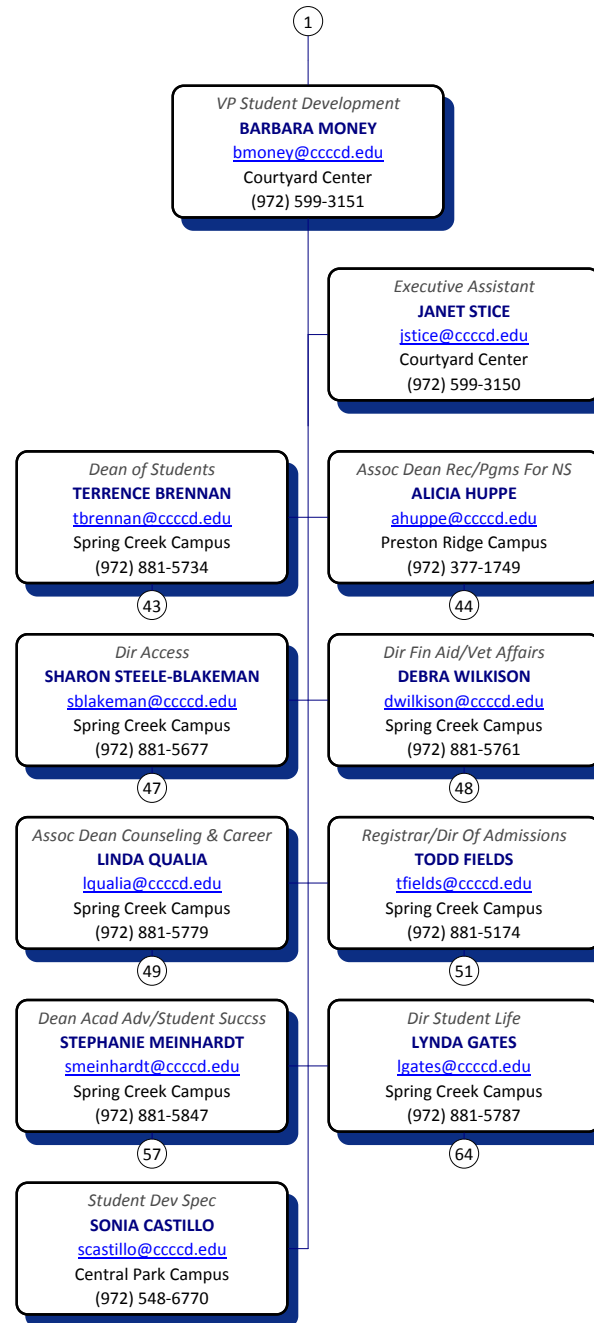 1
VP Student Development
BARBARA MONEY
bmoney@ccccd.edu
Courtyard Center
(972) 599-3151
Executive Assistant
JANET STICE
jstice@ccccd.edu
Courtyard Center
(972) 599-3150
Dean of Students
TERRENCE BRENNAN
tbrennan@ccccd.edu
Spring Creek Campus
(972) 881-5734
43
Assoc Dean Rec/Pgms For NS
ALICIA HUPPE
ahuppe@ccccd.edu
Preston Ridge Campus
(972) 377-1749
44
Dir Access
SHARON STEELE-BLAKEMAN
sblakeman@ccccd.edu
Spring Creek Campus
(972) 881-5677
47
Dir Fin Aid/Vet Affairs
DEBRA WILKISON
dwilkison@ccccd.edu
Spring Creek Campus
(972) 881-5761
48
Assoc Dean Counseling & Career
LINDA QUALIA
lqualia@ccccd.edu
Spring Creek Campus
(972) 881-5779
49
Registrar/Dir Of Admissions
TODD FIELDS
tfields@ccccd.edu
Spring Creek Campus
(972) 881-5174
51
Dean Acad Adv/Student Succss
STEPHANIE MEINHARDT
smeinhardt@ccccd.edu
Spring Creek Campus
(972) 881-5847
57
Dir Student Life
LYNDA GATES
lgates@ccccd.edu
Spring Creek Campus
(972) 881-5787
64
Student Dev Spec
SONIA CASTILLO
scastillo@ccccd.edu
Central Park Campus
(972) 548-6770